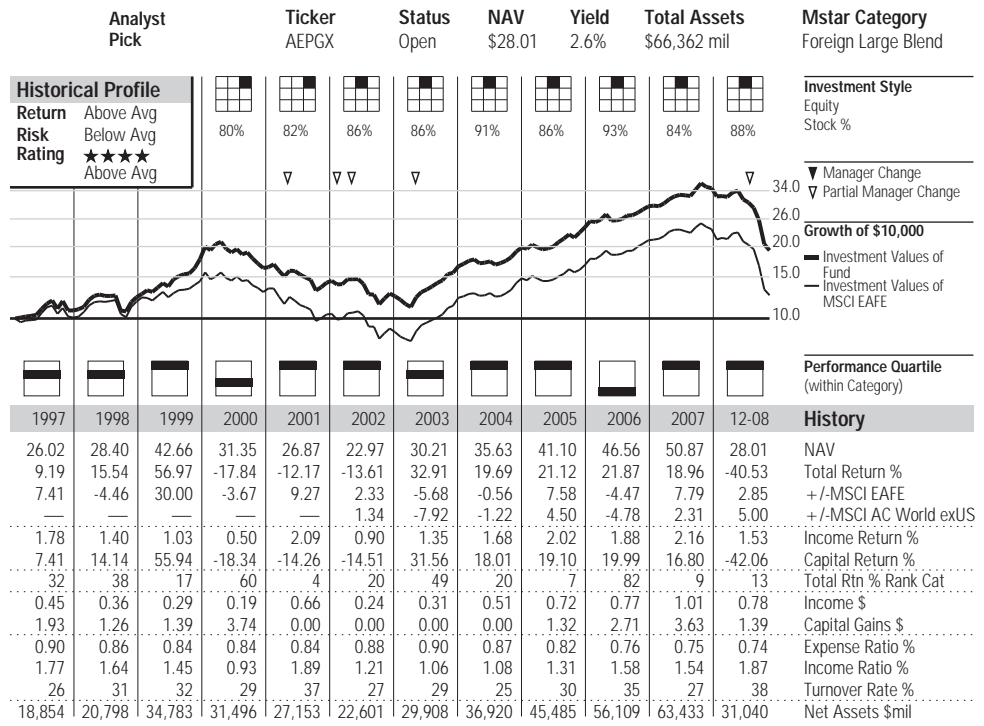 Analyst Pick
Ticker Status NAV Yield Total Assets Mstar Category
AEPGX Open $28.01 2.6% $66,362 mil Foreign Large Blend
Historical Profile
Return Above Avg
Risk Below Avg
Rating ★★★★
Above Avg
80% 82% 86% 86% 91% 86% 93% 84% 88%
Investment Style
Equity
Stock %
▼ Manager Change
▽ Partial Manager Change
34.0
26.0
20.0
15.0
10.0
Growth of $10,000
Investment Values of
Fund
Investment Values of
MSCI EAFE
Performance Quartile
(within Category)
1997 1998 1999 2000 2001 2002 2003 2004 2005 2006 2007 12-08 History
26.02 28.40 42.66 31.35 26.87 22.97 30.21 35.63 41.10 46.56 50.87 28.01 NAV
9.19 15.54 56.97 -17.84 -12.17 -13.61 32.91 19.69 21.12 21.87 18.96 -40.53 Total Return %
7.41 -4.46 30.00 -3.67 9.27 2.33 -5.68 -0.56 7.58 -4.47 7.79 2.85 +/-MSCI EAFE
— — — — — 1.34 -7.92 -1.22 4.50 -4.78 2.31 5.00 +/-MSCI AC World exUS
1.78 1.40 1.03 0.50 2.09 0.90 1.35 1.68 2.02 1.88 2.16 1.53 Income Return %
7.41 14.14 55.94 -18.34 -14.26 -14.51 31.56 18.01 19.10 19.99 16.80 -42.06 Capital Return %
32 38 17 60 4 20 49 20 7 82 9 13 Total Rtn % Rank Cat
0.45 0.36 0.29 0.19 0.66 0.24 0.31 0.51 0.72 0.77 1.01 0.78 Income $
1.93 1.26 1.39 3.74 0.00 0.00 0.00 0.00 1.32 2.71 3.63 1.39 Capital Gains $
0.90 0.86 0.84 0.84 0.84 0.88 0.90 0.87 0.82 0.76 0.75 0.74 Expense Ratio %
1.77 1.64 1.45 0.93 1.89 1.21 1.06 1.08 1.31 1.58 1.54 1.87 Income Ratio %
26 31 32 29 37 27 29 25 30 35 27 38 Turnover Rate %
18,854 20,798 34,783 31,496 27,153 22,601 29,908 36,920 45,485 56,109 63,433 31,040 Net Assets $mil